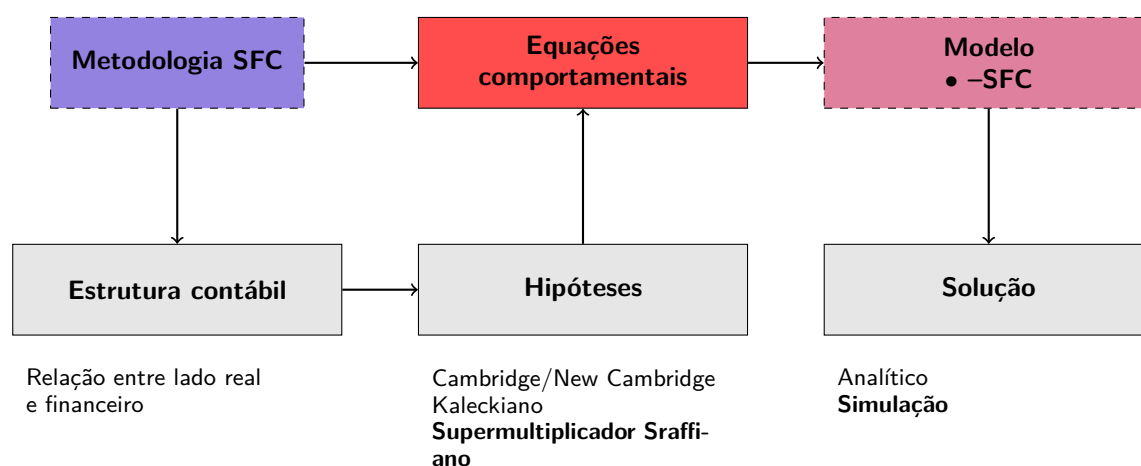 Metodologia SFC
Equações
comportamentais
Modelo
• –SFC
Estrutura contábil
Hipóteses
Solução
Relação entre lado real
e financeiro
Cambridge/New Cambridge
Kaleckiano
Supermultiplicador Sraffi-
ano
Analítico
Simulação